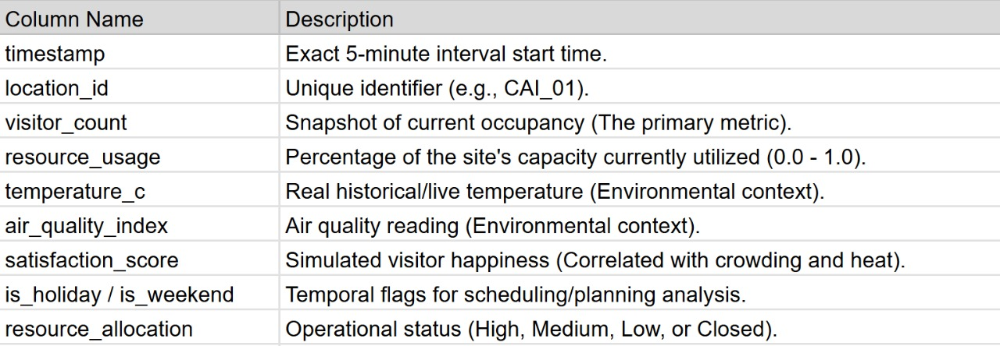 Column Name Description
timestamp Exact 5-minute interval start time.
location_id Unique identifier (e.g., CAI_01).
visitor_count Snapshot of current occupancy (The primary metric).
resource_usage Percentage of the site's capacity currently utilized (0.0 - 1.0).
temperature_c Real historical/live temperature (Environmental context).
air_quality_index Air quality reading (Environmental context).
satisfaction_score Simulated visitor happiness (Correlated with crowding and heat).
is_holiday / is_weekend Temporal flags for scheduling/planning analysis.
resource_allocation Operational status (High, Medium, Low, or Closed).